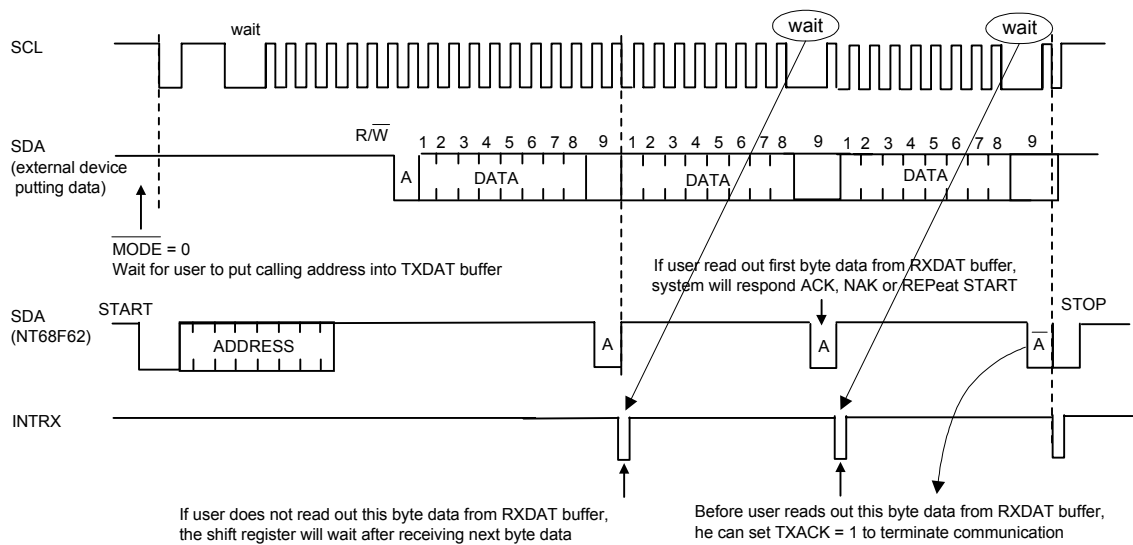 wait
wait
wait
SCL
R/W̅
1 2 3 4 5 6 7 8 9 1 2 3 4 5 6 7 8 9 1 2 3 4 5 6 7 8 9
SDA
(external device
putting data)
A DATA DATA DATA
M̅O̅D̅E̅ = 0
Wait for user to put calling address into TXDAT buffer
If user read out first byte data from RXDAT buffer,
system will respond ACK, NAK or REPeat START
START
STOP
SDA
(NT68F62)
ADDRESS A A A̅
INTRX
If user does not read out this byte data from RXDAT buffer,
the shift register will wait after receiving next byte data
Before user reads out this byte data from RXDAT buffer,
he can set TXACK = 1 to terminate communication